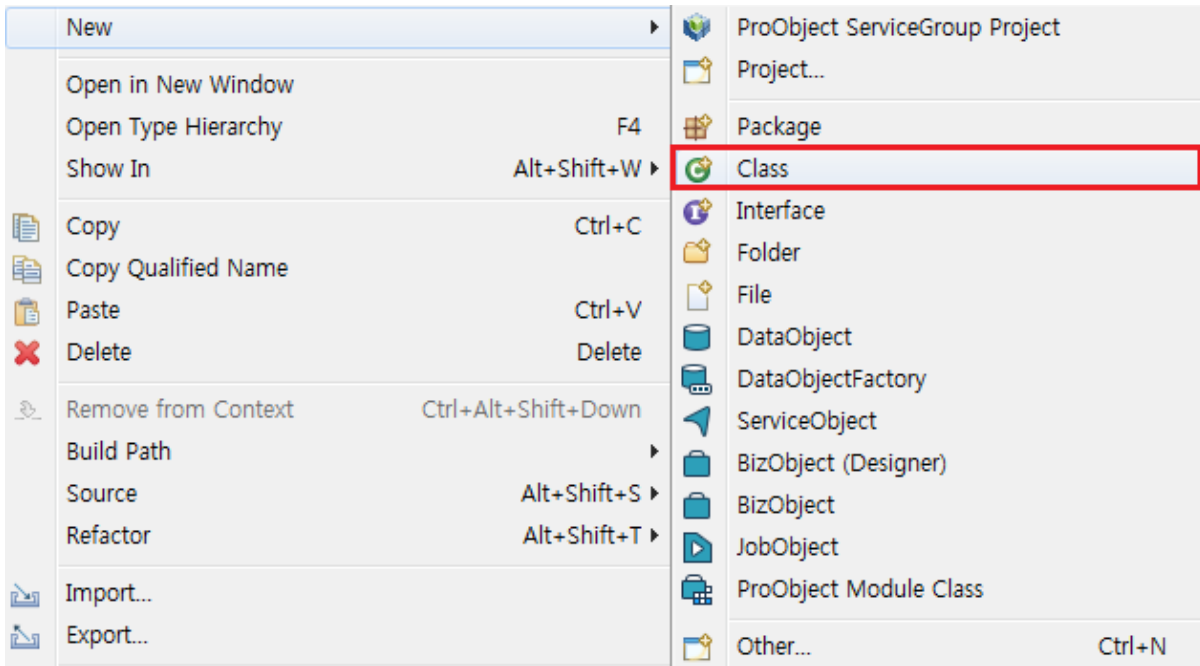 New
Open in New Window
Open Type Hierarchy F4
Show In Alt+Shift+W
Copy Ctrl+C
Copy Qualified Name
Paste Ctrl+V
Delete Delete
Remove from Context Ctrl+Alt+Shift+Down
Build Path
Source Alt+Shift+S
Refactor Alt+Shift+T
Import...
Export...
ProObject ServiceGroup Project
Project...
Package
Class
Interface
Folder
File
DataObject
DataObjectFactory
ServiceObject
BizObject (Designer)
BizObject
JobObject
ProObject Module Class
Other... Ctrl+N